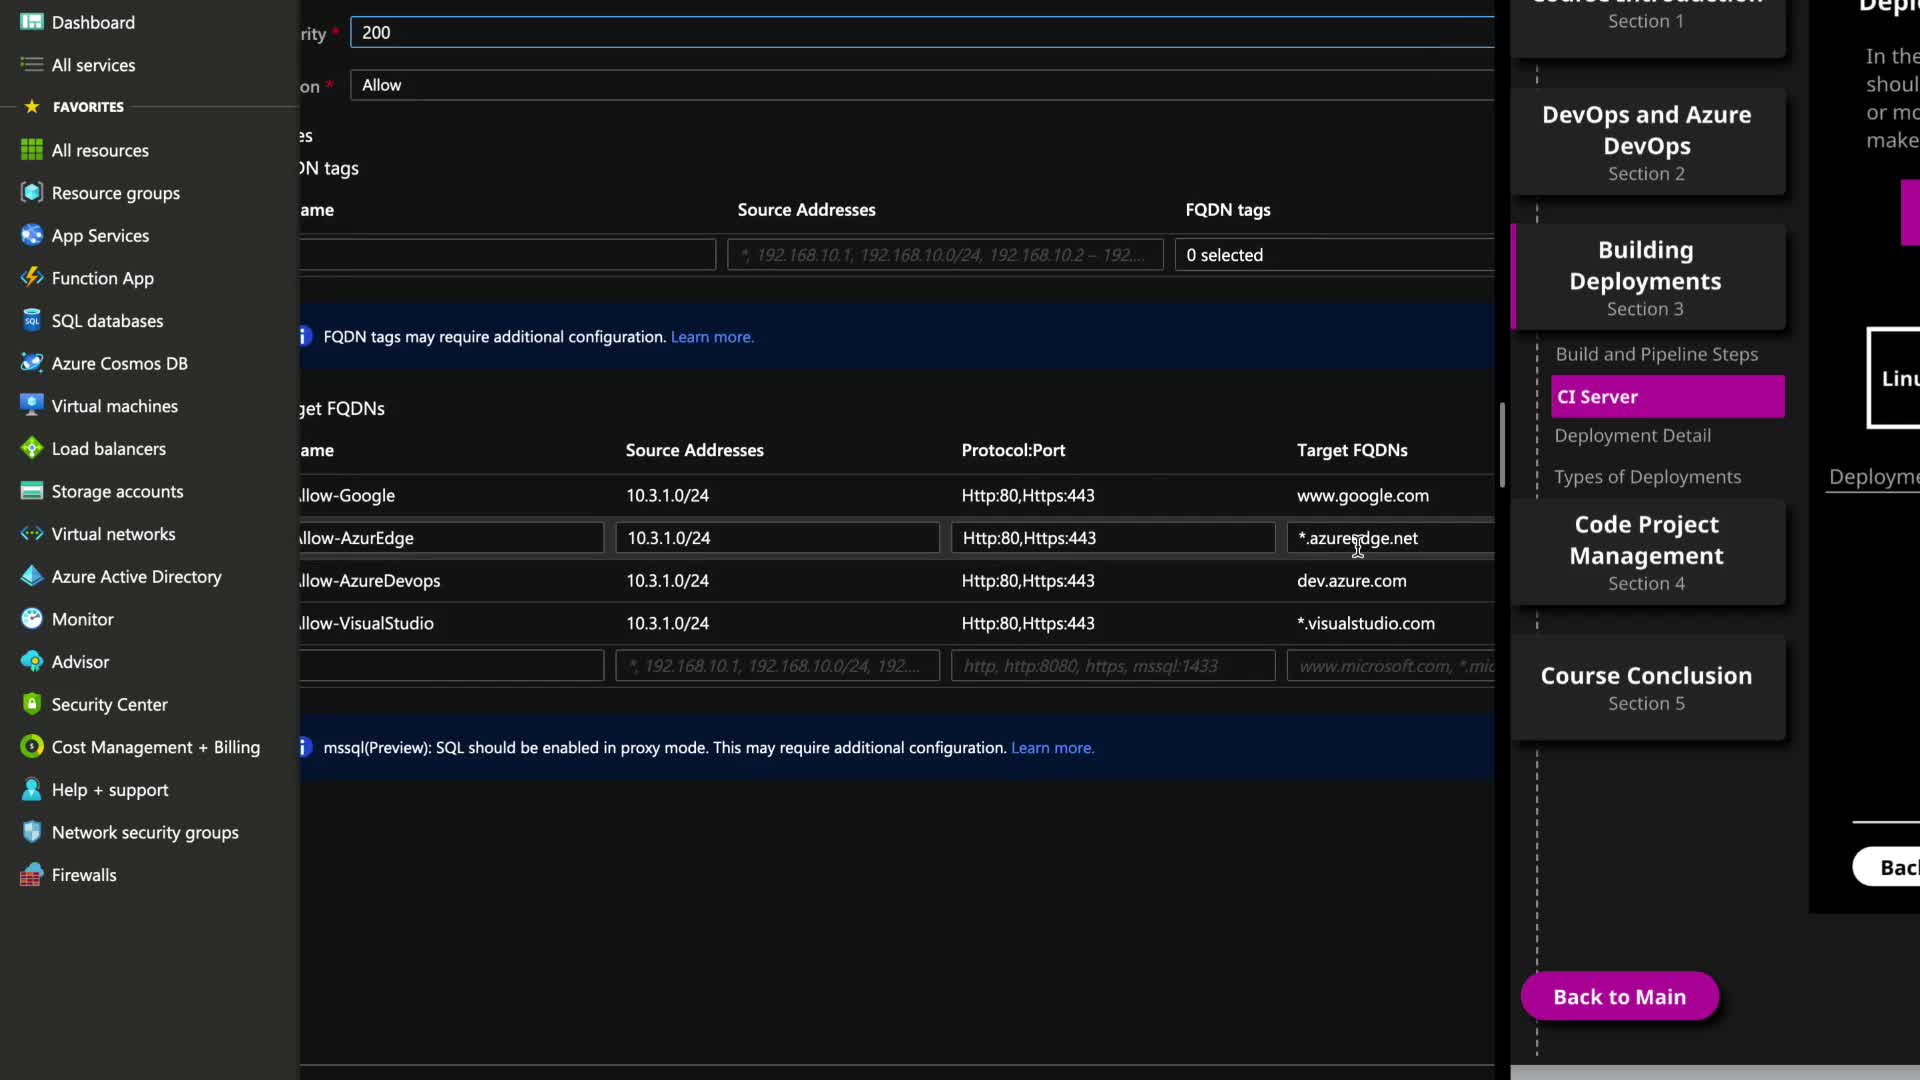 Dashboard
All services
FAVORITES
All resources
Resource groups
App Services
Function App
SQL databases
Azure Cosmos DB
Virtual machines
Load balancers
Storage accounts
Virtual networks
Azure Active Directory
Monitor
Advisor
Security Center
Cost Management + Billing
Help + support
Network security groups
Firewalls
rity * 200
on * Allow
es
DN tags
ame Source Addresses FQDN tags
*, 192.168.10.1, 192.168.10.0/24, 192.168.10.2 – 192.... 0 selected
FQDN tags may require additional configuration. Learn more.
get FQDNs
ame Source Addresses Protocol:Port Target FQDNs
llow-Google 10.3.1.0/24 Http:80,Https:443 www.google.com
llow-AzurEdge 10.3.1.0/24 Http:80,Https:443 *.azureedge.net
llow-AzureDevops 10.3.1.0/24 Http:80,Https:443 dev.azure.com
llow-VisualStudio 10.3.1.0/24 Http:80,Https:443 *.visualstudio.com
*, 192.168.10.1, 192.168.10.0/24, 192.... http, http:8080, https, mssql:1433 www.microsoft.com, *.mic
mssql(Preview): SQL should be enabled in proxy mode. This may require additional configuration. Learn more.
Section 1
DevOps and Azure
DevOps
Section 2
Building
Deployments
Section 3
Build and Pipeline Steps
CI Server
Deployment Detail
Types of Deployments
Code Project
Management
Section 4
Course Conclusion
Section 5
Back to Main
In the
shoul
or mo
make
Linu
Deployme
Bacl